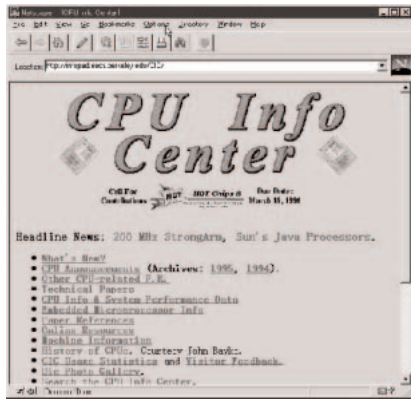 Netscape
File Edit View Go Bookmarks Options Directory Window Help
Location:
CPU Info
Center
Call For
Contributions
HOT
HOT Chips 8
Due Date:
March 15, 1996
Headline News: 200 MHz StrongArm, Sun's Java Processors.
What's New?
CPU Announcements (Archives: 1995, 1994).
Other CPU-related P.R.
Technical Papers
CPU Info & System Performance Data
Embedded Microprocessor Info
Paper References
Online Resources
Machine Information
History of CPUs, Courtesy John Bayko.
CIC Usage Statistics and Visitor Feedback.
Die Photo Gallery.
Search the CPU Info Center.
Document: Done